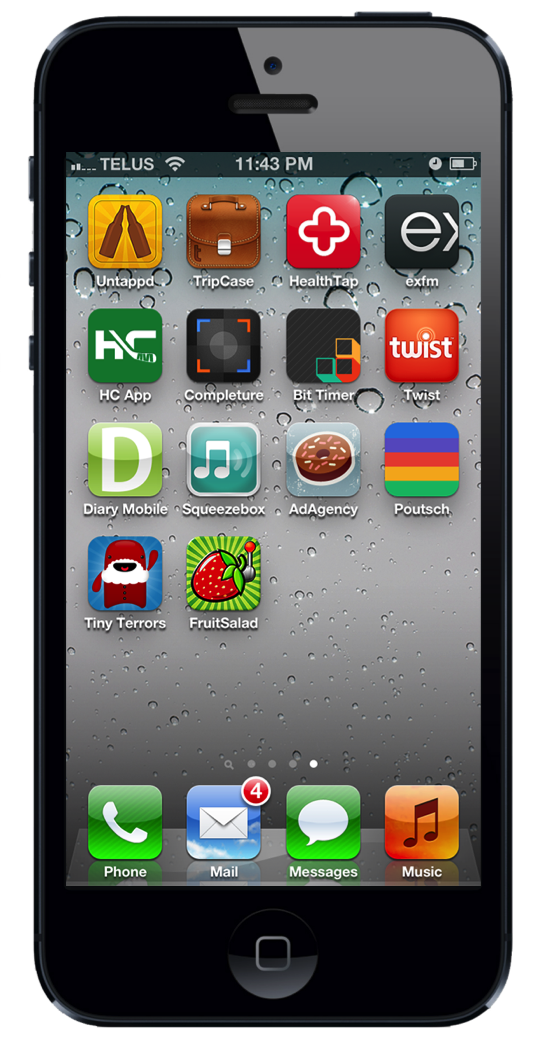 TELUS 11:43 PM
Untappd TripCase HealthTap exfm
ex
HC
HC App Completure Bit Timer Twist
twist
D
Diary Mobile Squeezebox AdAgency Poutsch
Tiny Terrors FruitSalad
4
Phone Mail Messages Music